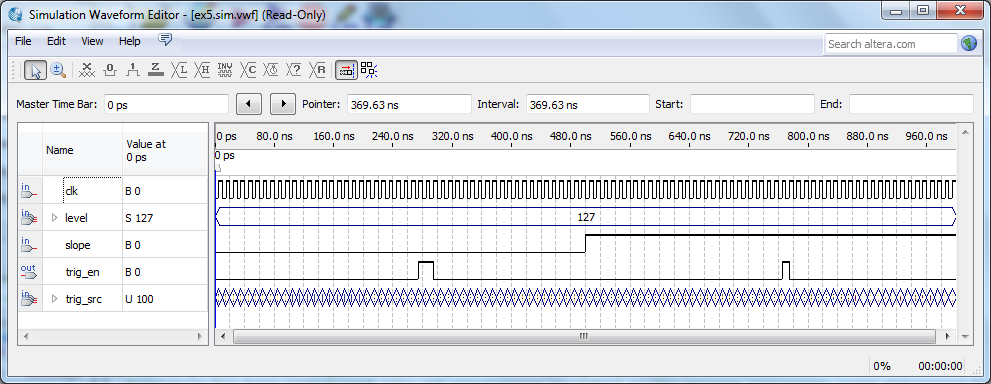 Simulation Waveform Editor - [ex5.sim.vwf] (Read-Only)
File Edit View Help
Search altera.com
Master Time Bar: 0 ps Pointer: 369.63 ns Interval: 369.63 ns Start: End:
Name Value at 0 ps
0 ps 80.0 ns 160.0 ns 240.0 ns 320.0 ns 400.0 ns 480.0 ns 560.0 ns 640.0 ns 720.0 ns 800.0 ns 880.0 ns 960.0 ns
0 ps
in clk B 0
in level S 127 127
in slope B 0
out trig_en B 0
in trig_src U 100
0% 00:00:00